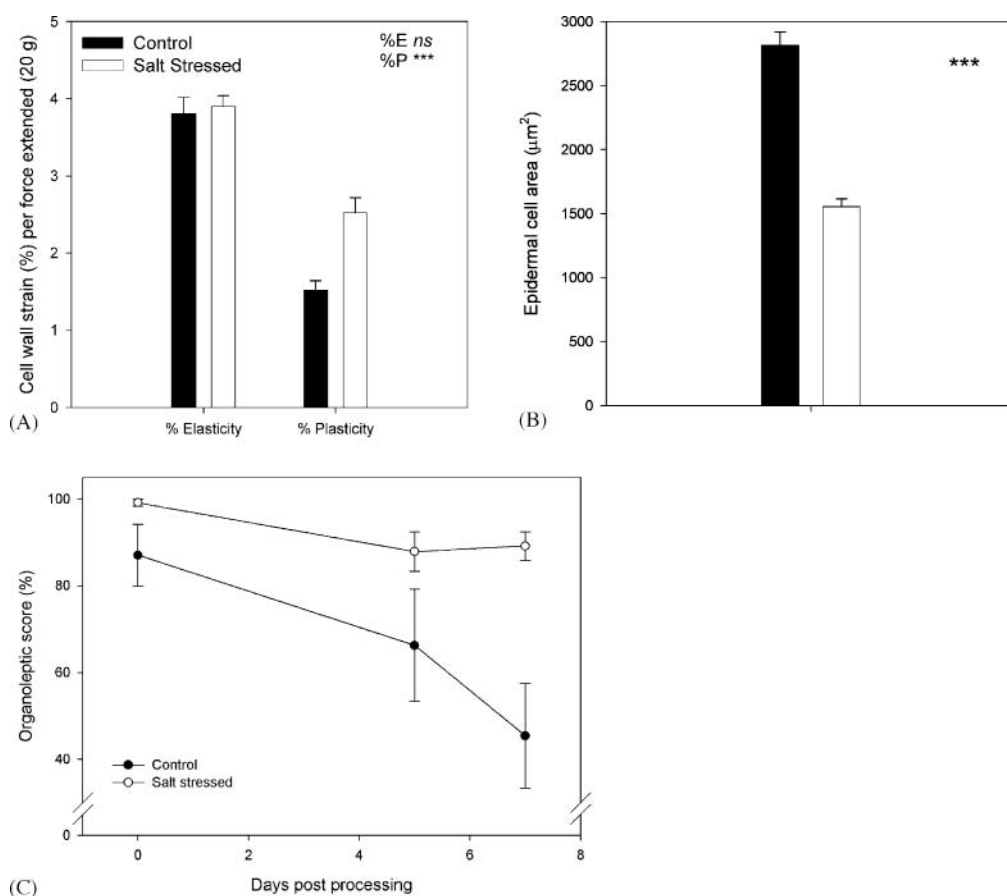 5
4
3
2
1
0
Cell wall strain (%) per force extended (20 g)
Control
Salt Stressed
%E ns
%P ***
% Elasticity
% Plasticity
(A)
3000
2500
2000
1500
1000
500
0
Epidermal cell area (μm²)
***
(B)
100
80
60
40
0
Organoleptic score (%)
Control
Salt stressed
0
2
4
6
8
Days post processing
(C)